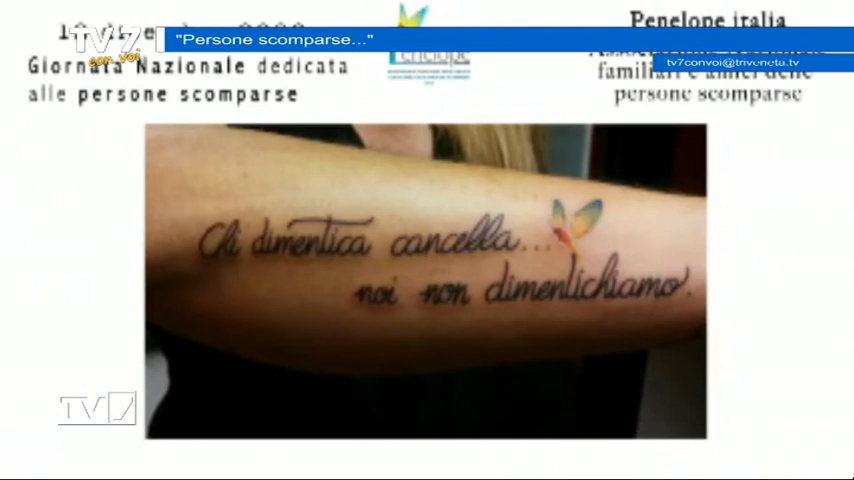 "Persone scomparse..."
TV7
con voi
Giornata Nazionale dedicata
alle persone scomparse
Penelope italia
tv7convoi@triveneta.tv
familiari e amici delle
persone scomparse
Chi dimentica cancella...
noi non dimentichiamo.
TV7